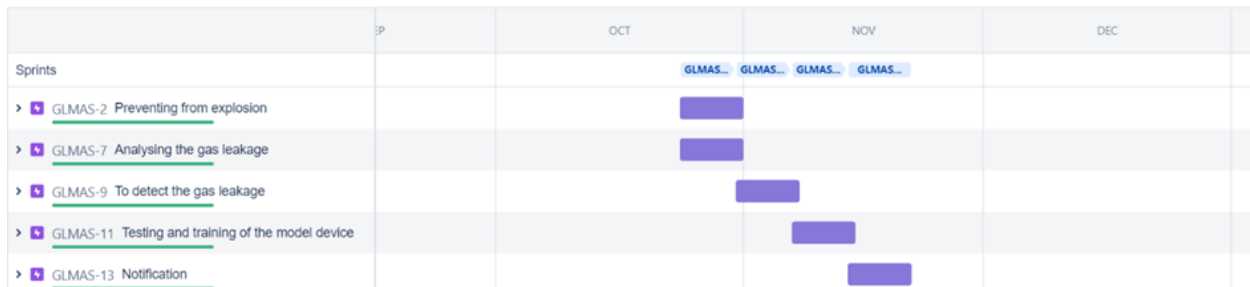 EP OCT NOV DEC
Sprints GLMAS... GLMAS... GLMAS... GLMAS...
GLMAS-2 Preventing from explosion
GLMAS-7 Analysing the gas leakage
GLMAS-9 To detect the gas leakage
GLMAS-11 Testing and training of the model device
GLMAS-13 Notification